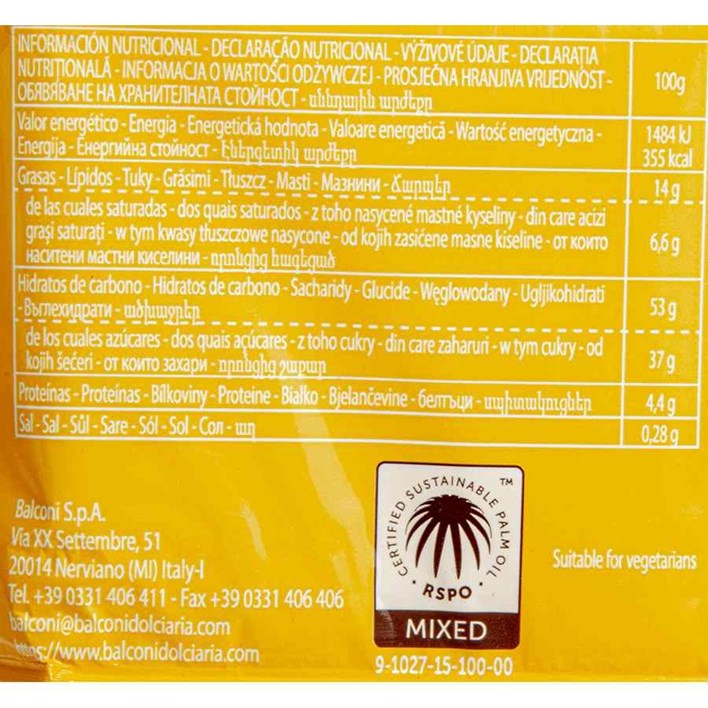 INFORMACIÓN NUTRICIONAL - DECLARAÇÃO NUTRICIONAL - VÝŽIVOVÉ ÚDAJE - DECLARAȚIA
NUTRIȚIONALĂ - INFORMACJA O WARTOŚCI ODŻYWCZEJ - PROSJEČNA HRANJIVA VRIJEDNOST -
ОБЯВЯВАНЕ НА ХРАНИТЕЛНАТА СТОЙНОСТ - սննդային արժեքը
100g
Valor energético - Energia - Energetická hodnota - Valoare energetică - Wartość energetyczna -
Energija - Енергийна стойност - Էներգետիկ արժեքը
1484 kJ
355 kcal
Grasas - Lípidos - Tuky - Grăsimi - Tłuszcz - Masti - Мазнини - Ճարպեր
14 g
de las cuales saturadas - dos quais saturados - z toho nasycené mastné kyseliny - din care acizi
grași saturați - w tym kwasy tłuszczowe nasycone - od kojih zasićene masne kiseline - от които
наситени мастни киселини - որոնցից հագեցած
6,6 g
Hidratos de carbono - Hidratos de carbono - Sacharidy - Glucide - Węglowodany - Ugljikohidrati
- Въглехидрати - ածխաջրեր
53 g
de los cuales azúcares - dos quais açúcares - z toho cukry - din care zaharuri - w tym cukry - od
kojih šećeri - от които захари - որոնցից շաքար
37 g
Proteínas - Proteínas - Bílkoviny - Proteine - Białko - Bjelančevine - белтъци - սպիտակուցներ
4,4 g
Sal - Sal - Sůl - Sare - Sól - Sol - Сол - աղ
0,28 g
Balconi S.p.A.
Via XX Settembre, 51
20014 Nerviano (MI) Italy-I
Tel. +39 0331 406 411 - Fax +39 0331 406 406
balconi@balconidolciaria.com
https://www.balconidolciaria.com
CERTIFIED SUSTAINABLE PALM OIL ™
· RSPO ·
MIXED
9-1027-15-100-00
Suitable for vegetarians